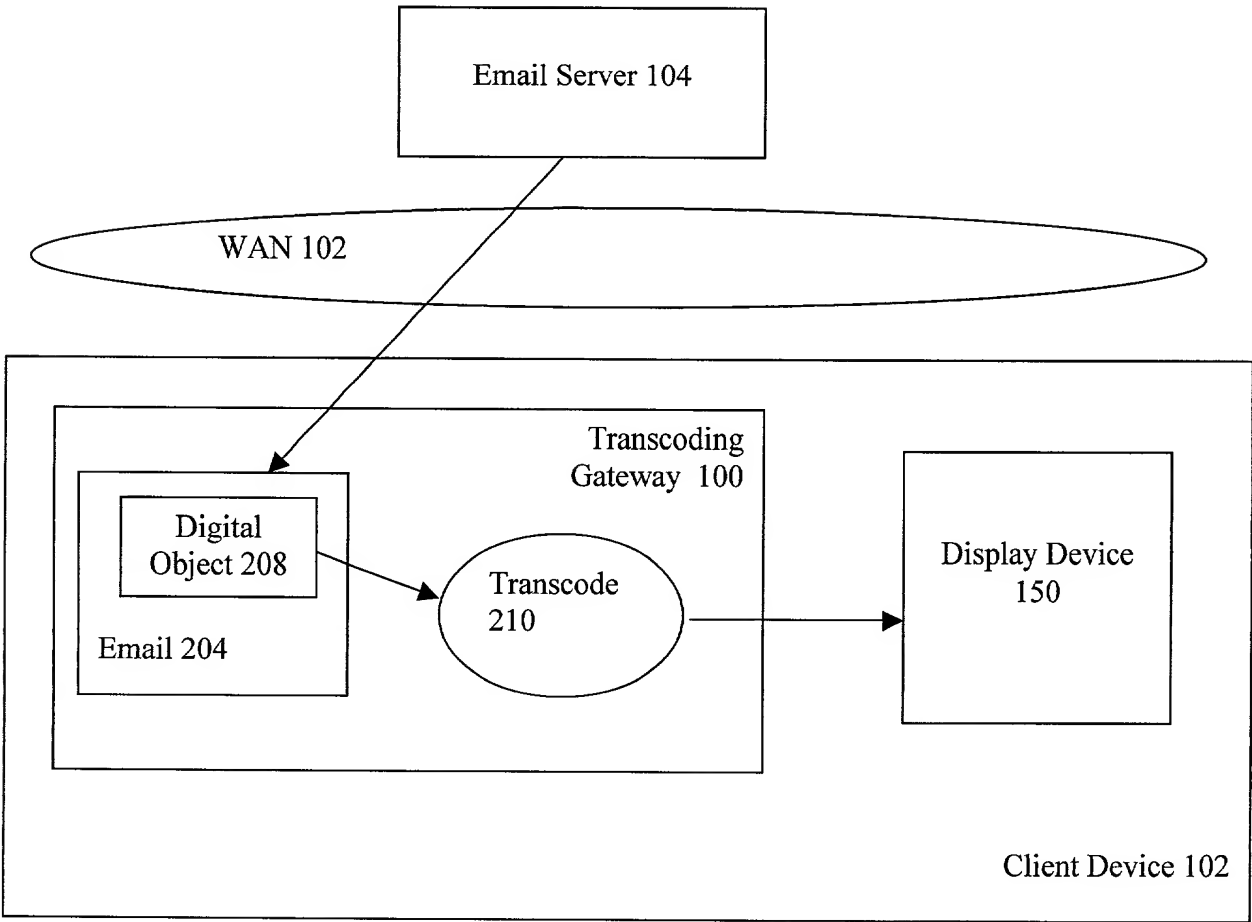 Email Server 104
WAN 102
Transcoding
Gateway 100
Digital
Object 208
Email 204
Transcode
210
Display Device
150
Client Device 102